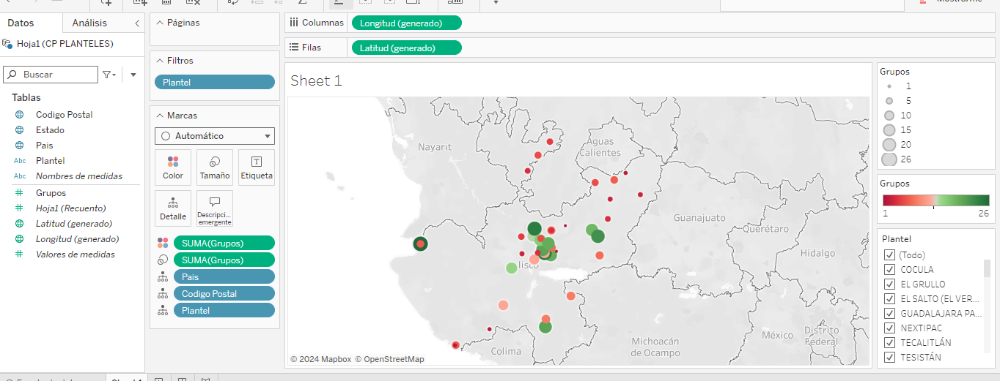 Datos
Análisis
Hoja1 (CP PLANTELES)
Buscar
Tablas
Codigo Postal
Estado
Pais
Abc Plantel
Abc Nombres de medidas
Grupos
Hoja1 (Recuento)
Latitud (generado)
Longitud (generado)
Valores de medidas
Páginas
Filtros
Plantel
Marcas
Automático
Color
Tamaño
Etiqueta
Detalle
Descripci...
emergente
SUMA(Grupos)
SUMA(Grupos)
Pais
Codigo Postal
Plantel
Columnas
Longitud (generado)
Filas
Latitud (generado)
Sheet 1
Nayarit
Aguas
Calientes
Guanajuato
Querétaro
Hidalgo
México
Distrito
Federal
Michoacán
de Ocampo
Colima
© 2024 Mapbox © OpenStreetMap
Grupos
1
5
10
15
20
26
Grupos
1 26
Plantel
(Todo)
COCULA
EL GRULLO
EL SALTO (EL VER...
GUADALAJARA PA...
NEXTIPAC
TECALITLÁN
TESISTÁN